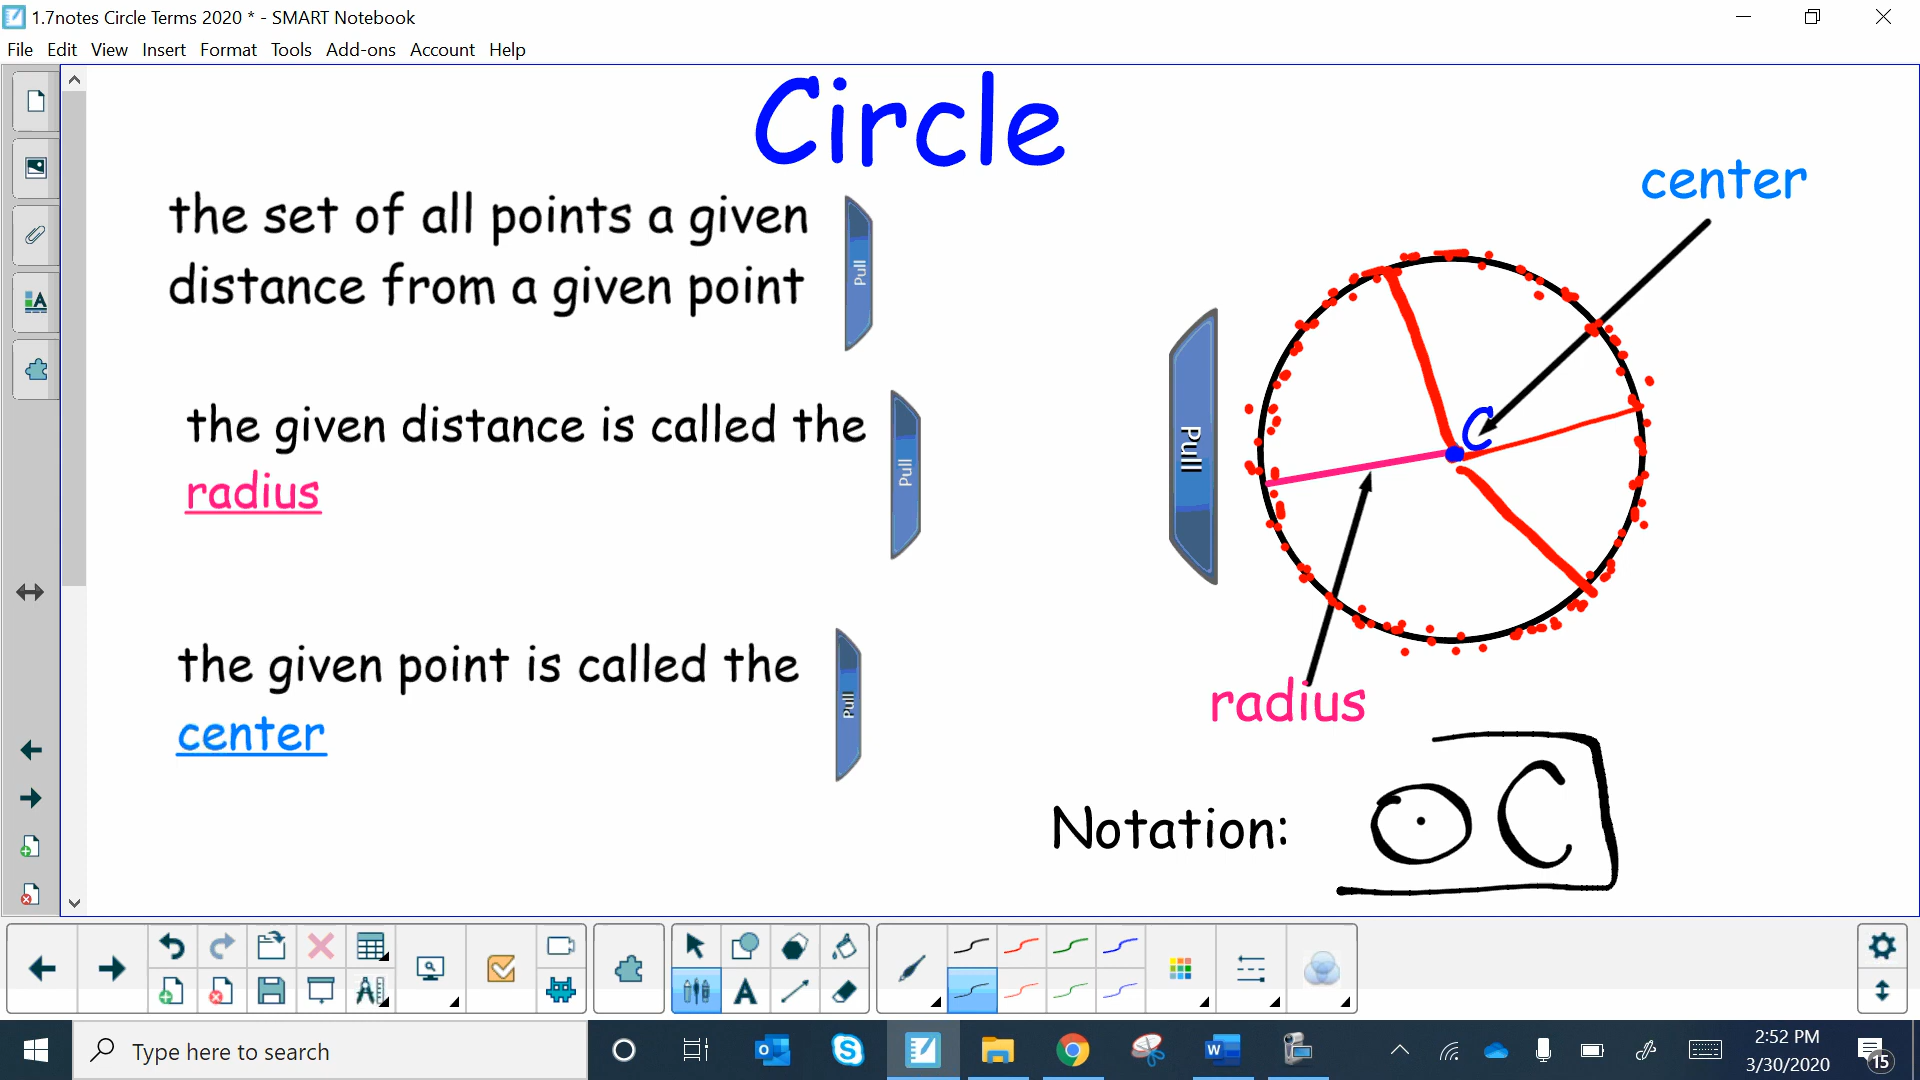 1.7notes Circle Terms 2020 * - SMART Notebook
File Edit View Insert Format Tools Add-ons Account Help
Circle
the set of all points a given
distance from a given point
Pull
the given distance is called the
radius
Pull
the given point is called the
center
Pull
Pull
center
C
radius
Notation: ⊙ C
Type here to search
2:52 PM
3/30/2020
15